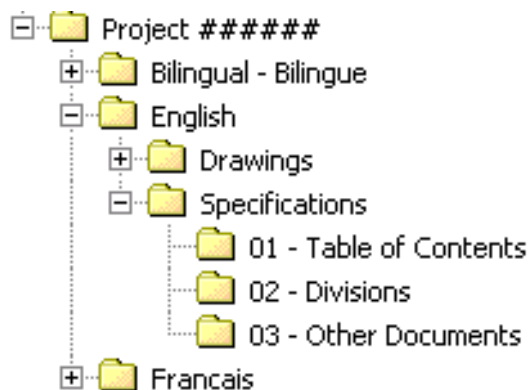 Project ######
Bilingual - Bilingue
English
Drawings
Specifications
01 - Table of Contents
02 - Divisions
03 - Other Documents
Francais